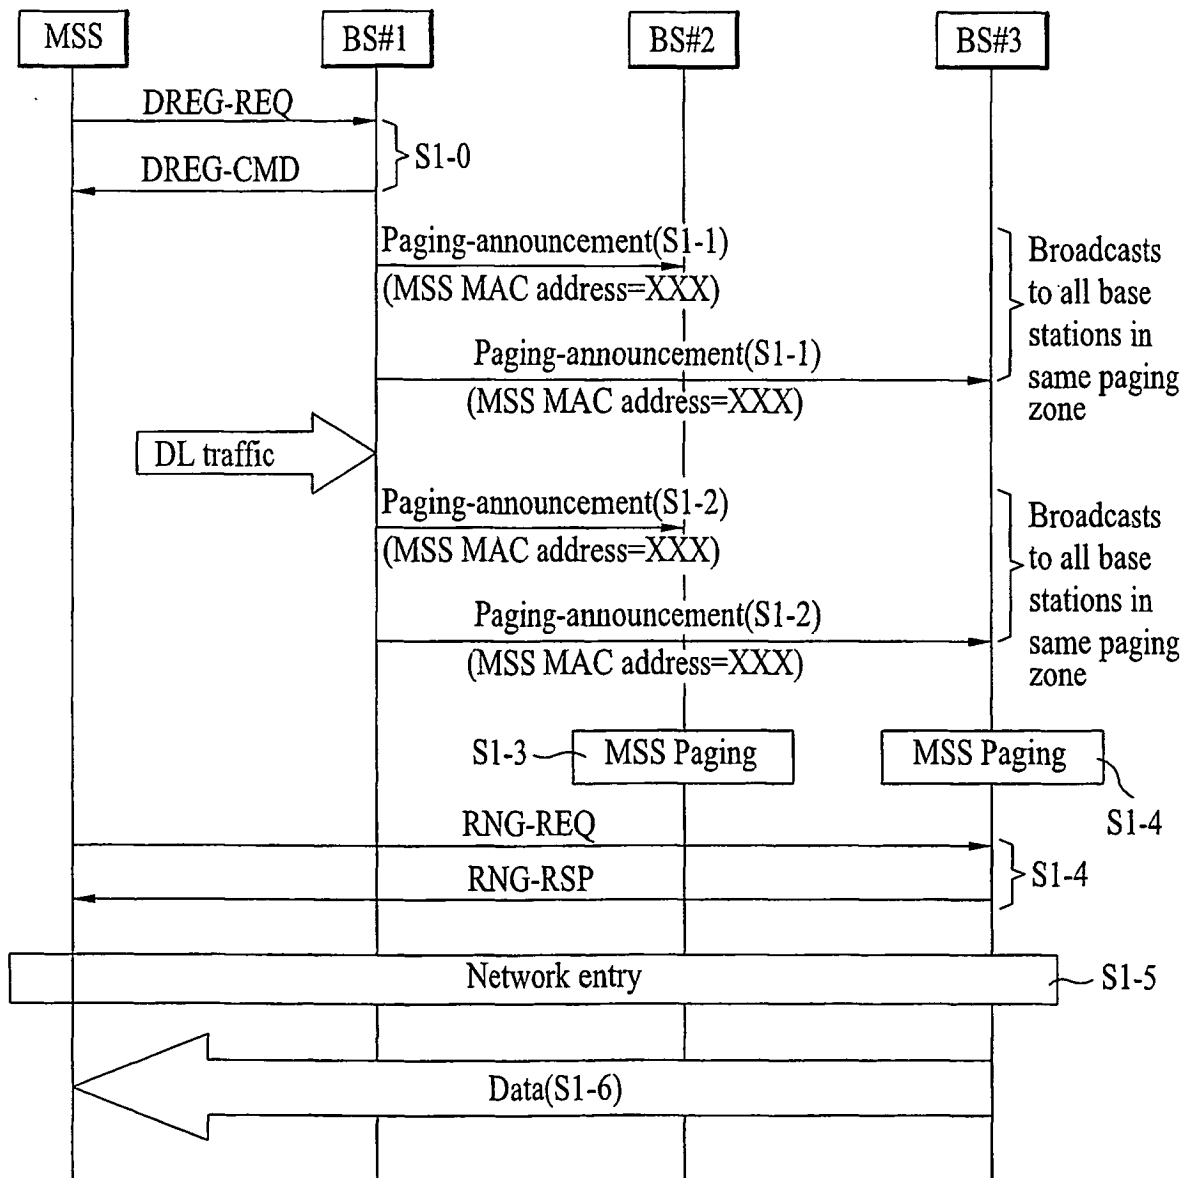 MSS
BS#1
BS#2
BS#3
DREG-REQ
S1-0
DREG-CMD
Paging-announcement(S1-1)
(MSS MAC address=XXX)
Paging-announcement(S1-1)
(MSS MAC address=XXX)
Broadcasts
to all base
stations in
same paging
zone
DL traffic
Paging-announcement(S1-2)
(MSS MAC address=XXX)
Paging-announcement(S1-2)
(MSS MAC address=XXX)
Broadcasts
to all base
stations in
same paging
zone
S1-3
MSS Paging
MSS Paging
S1-4
RNG-REQ
RNG-RSP
S1-4
Network entry
S1-5
Data(S1-6)